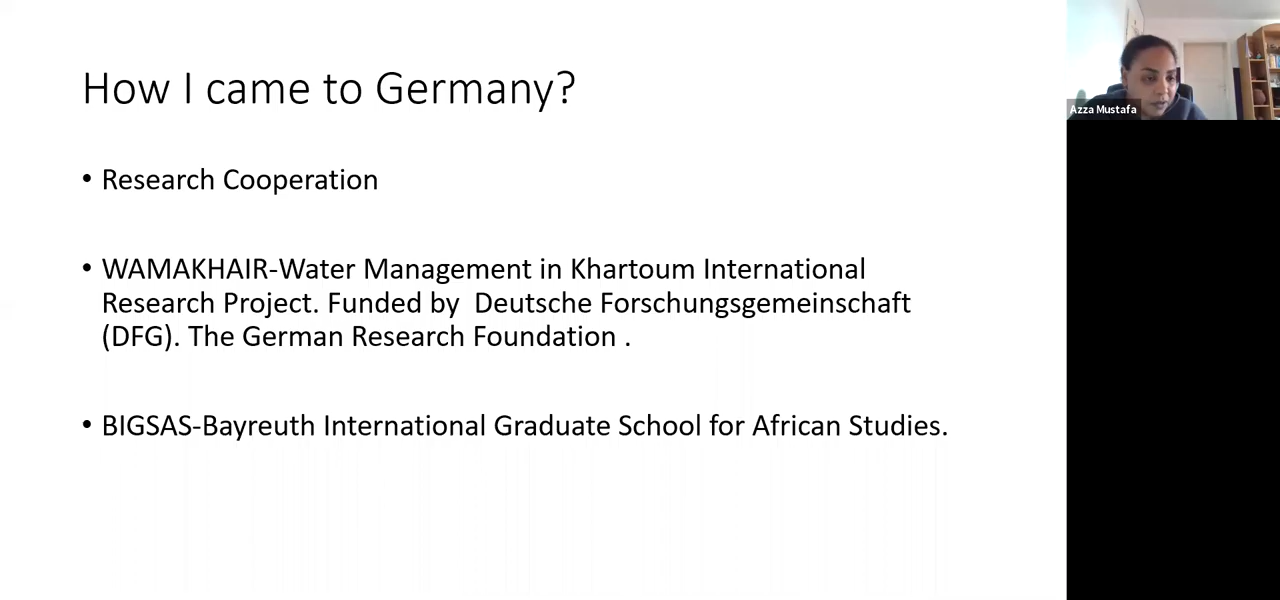 How I came to Germany?
• Research Cooperation
• WAMAKHAIR-Water Management in Khartoum International
Research Project. Funded by  Deutsche Forschungsgemeinschaft
(DFG). The German Research Foundation .
• BIGSAS-Bayreuth International Graduate School for African Studies.
Azza Mustafa